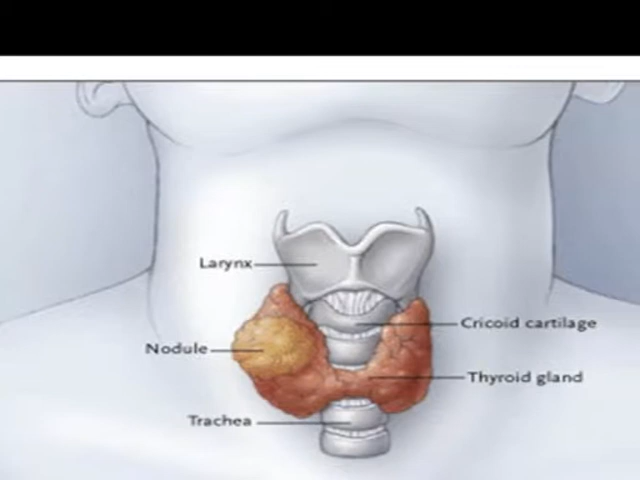 Larynx
Cricoid cartilage
Nodule
Thyroid gland
Trachea